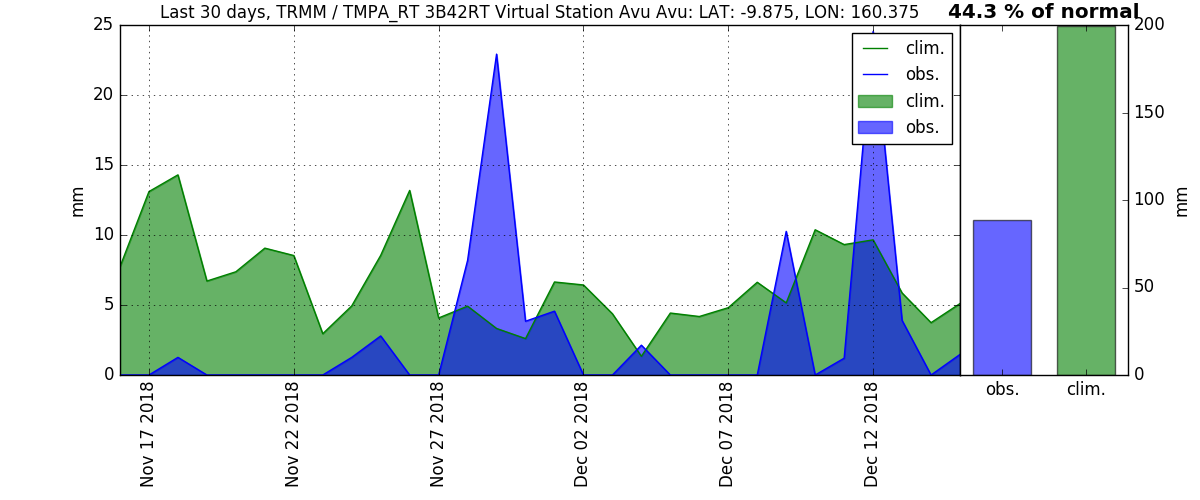 Last 30 days, TRMM / TMPA_RT 3B42RT Virtual Station Avu Avu: LAT: -9.875, LON: 160.375
44.3 % of normal
25
20
15
10
5
0
mm
clim.
obs.
clim.
obs.
Nov 17 2018
Nov 22 2018
Nov 27 2018
Dec 02 2018
Dec 07 2018
Dec 12 2018
200
150
100
50
0
mm
obs.
clim.